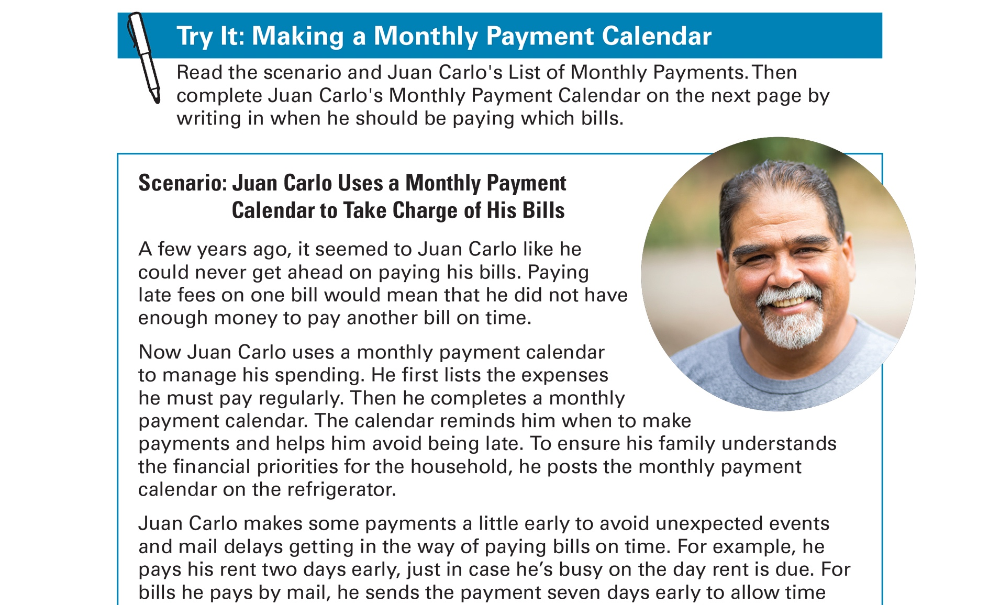 Try It: Making a Monthly Payment Calendar
Read the scenario and Juan Carlo's List of Monthly Payments. Then
complete Juan Carlo's Monthly Payment Calendar on the next page by
writing in when he should be paying which bills.
Scenario: Juan Carlo Uses a Monthly Payment
Calendar to Take Charge of His Bills
A few years ago, it seemed to Juan Carlo like he
could never get ahead on paying his bills. Paying
late fees on one bill would mean that he did not have
enough money to pay another bill on time.
Now Juan Carlo uses a monthly payment calendar
to manage his spending. He first lists the expenses
he must pay regularly. Then he completes a monthly
payment calendar. The calendar reminds him when to make
payments and helps him avoid being late. To ensure his family understands
the financial priorities for the household, he posts the monthly payment
calendar on the refrigerator.
Juan Carlo makes some payments a little early to avoid unexpected events
and mail delays getting in the way of paying bills on time. For example, he
pays his rent two days early, just in case he’s busy on the day rent is due. For
bills he pays by mail, he sends the payment seven days early to allow time